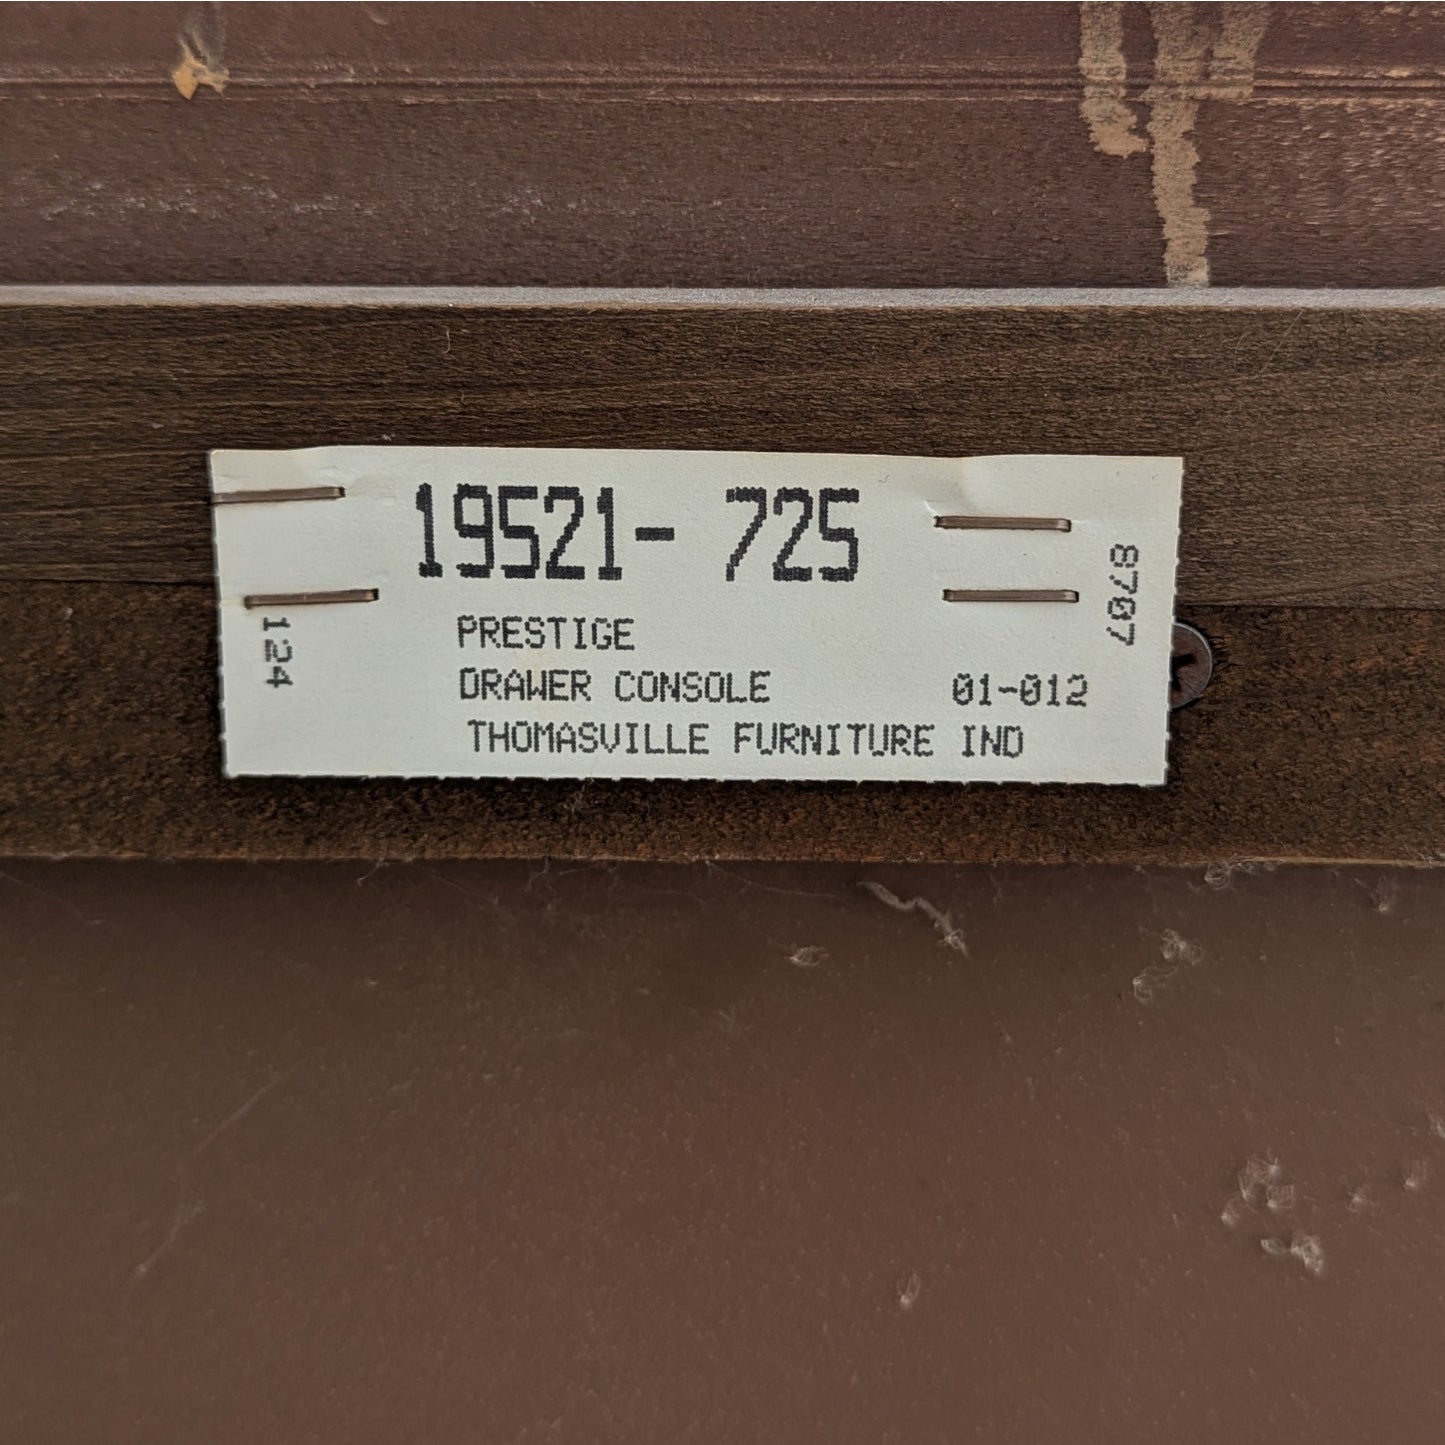 19521- 725
PRESTIGE
DRAWER CONSOLE 01-012
THOMASVILLE FURNITURE IND
124
8707